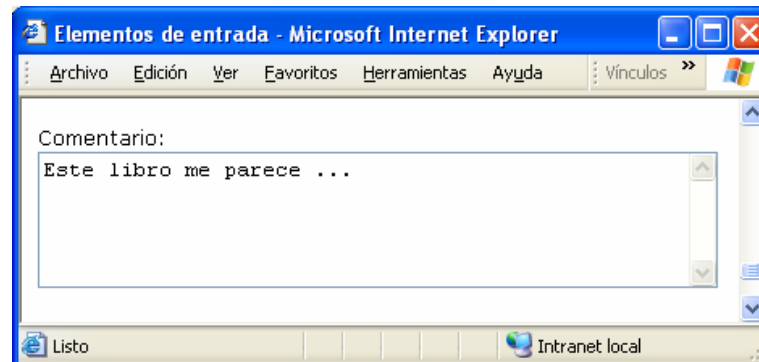 Elementos de entrada - Microsoft Internet Explorer
Archivo Edición Ver Favoritos Herramientas Ayuda Vínculos »
Comentario:
Este libro me parece ...
Listo Intranet local